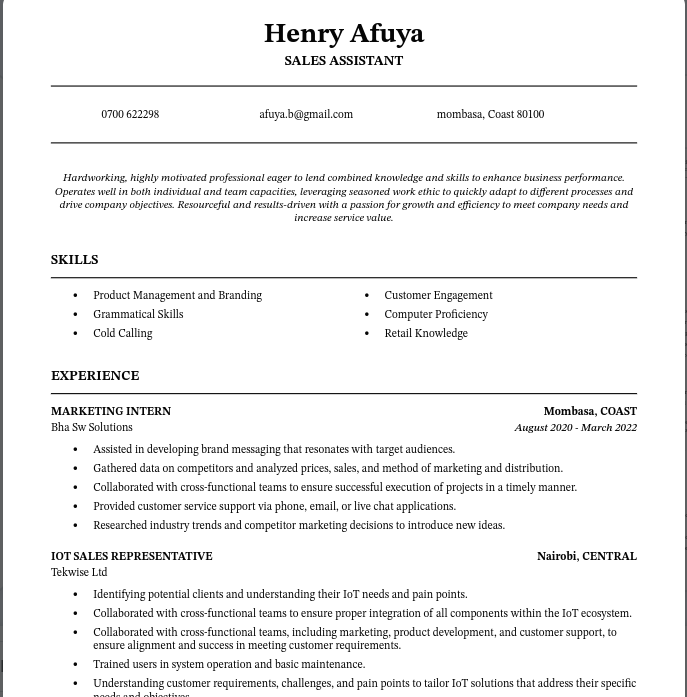 Henry Afuya
SALES ASSISTANT
0700 622298 afuya.b@gmail.com mombasa, Coast 80100
Hardworking, highly motivated professional eager to lend combined knowledge and skills to enhance business performance.
Operates well in both individual and team capacities, leveraging seasoned work ethic to quickly adapt to different processes and
drive company objectives. Resourceful and results-driven with a passion for growth and efficiency to meet company needs and
increase service value.
SKILLS
• Product Management and Branding
• Grammatical Skills
• Cold Calling
• Customer Engagement
• Computer Proficiency
• Retail Knowledge
EXPERIENCE
MARKETING INTERN Mombasa, COAST
Bha Sw Solutions August 2020 - March 2022
• Assisted in developing brand messaging that resonates with target audiences.
• Gathered data on competitors and analyzed prices, sales, and method of marketing and distribution.
• Collaborated with cross-functional teams to ensure successful execution of projects in a timely manner.
• Provided customer service support via phone, email, or live chat applications.
• Researched industry trends and competitor marketing decisions to introduce new ideas.
IOT SALES REPRESENTATIVE Nairobi, CENTRAL
Tekwise Ltd
• Identifying potential clients and understanding their IoT needs and pain points.
• Collaborated with cross-functional teams to ensure proper integration of all components within the IoT ecosystem.
• Collaborated with cross-functional teams, including marketing, product development, and customer support, to
ensure alignment and success in meeting customer requirements.
• Trained users in system operation and basic maintenance.
• Understanding customer requirements, challenges, and pain points to tailor IoT solutions that address their specific
needs and objectives.